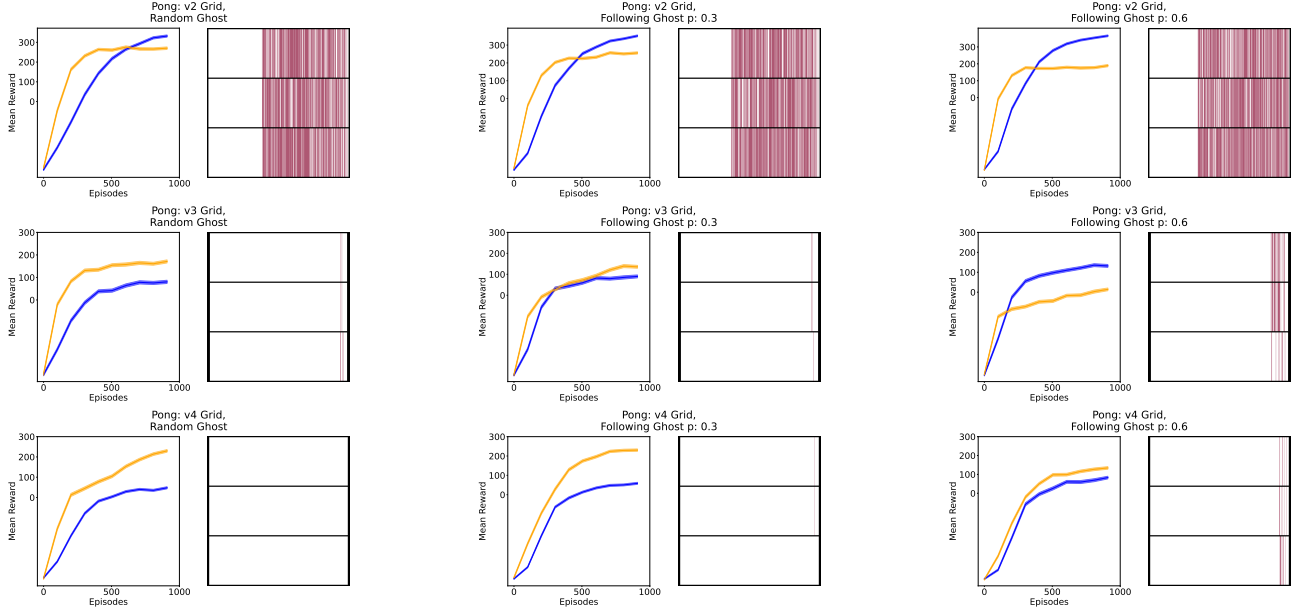 Pong: v2 Grid,
Random Ghost
Mean Reward
300
200
100
0
0
500
1000
Episodes
Pong: v2 Grid,
Following Ghost p: 0.3
Mean Reward
300
200
100
0
0
500
1000
Episodes
Pong: v2 Grid,
Following Ghost p: 0.6
Mean Reward
300
200
100
0
0
500
1000
Episodes
Pong: v3 Grid,
Random Ghost
Mean Reward
300
200
100
0
0
500
1000
Episodes
Pong: v3 Grid,
Following Ghost p: 0.3
Mean Reward
300
200
100
0
0
500
1000
Episodes
Pong: v3 Grid,
Following Ghost p: 0.6
Mean Reward
300
200
100
0
0
500
1000
Episodes
Pong: v4 Grid,
Random Ghost
Mean Reward
300
200
100
0
0
500
1000
Episodes
Pong: v4 Grid,
Following Ghost p: 0.3
Mean Reward
300
200
100
0
0
500
1000
Episodes
Pong: v4 Grid,
Following Ghost p: 0.6
Mean Reward
300
200
100
0
0
500
1000
Episodes